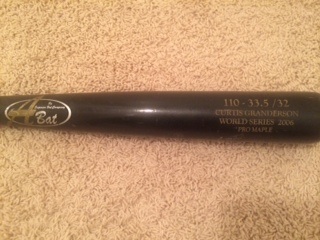 Bat
110 - 33.5 / 32
CURTIS GRANDERSON
WORLD SERIES 2006
PRO MAPLE